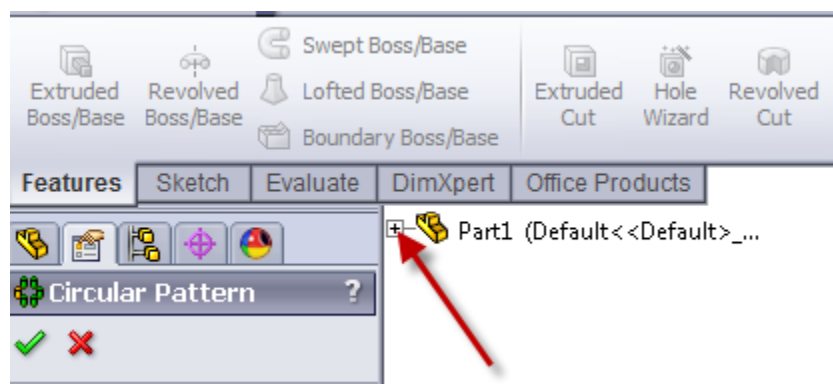 Extruded Boss/Base
Revolved Boss/Base
Swept Boss/Base
Lofted Boss/Base
Boundary Boss/Base
Extruded Cut
Hole Wizard
Revolved Cut
Features Sketch Evaluate DimXpert Office Products
Part1 (Default<<Default>_...
Circular Pattern ?